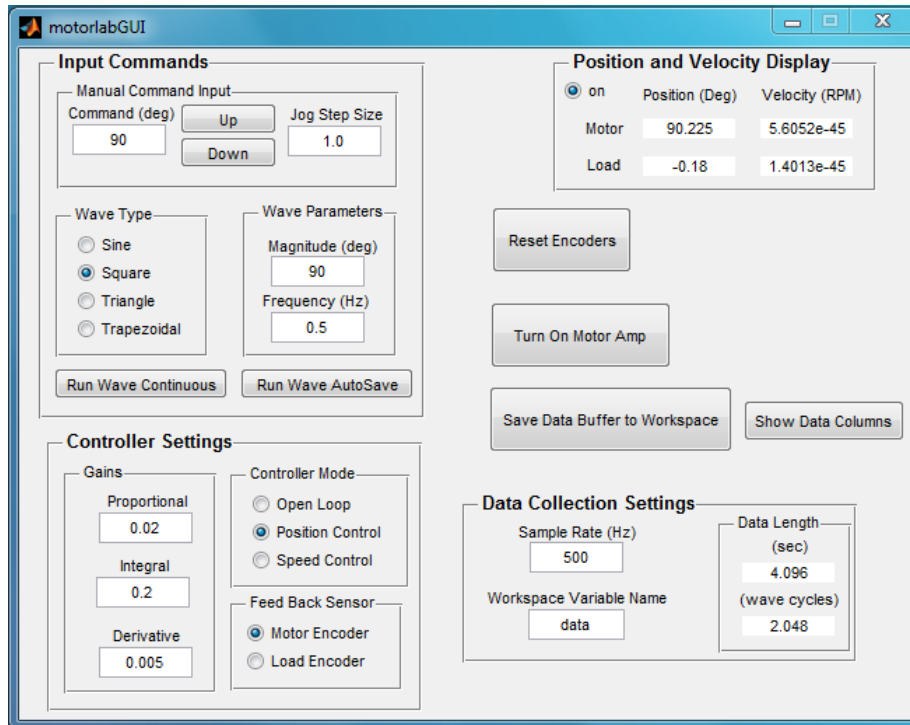 motorlabGUI
Input Commands
Manual Command Input
Command (deg)
90
Up
Down
Jog Step Size
1.0
Wave Type
Sine
Square
Triangle
Trapezoidal
Wave Parameters
Magnitude (deg)
90
Frequency (Hz)
0.5
Run Wave Continuous
Run Wave AutoSave
Position and Velocity Display
on Position (Deg) Velocity (RPM)
Motor 90.225 5.6052e-45
Load -0.18 1.4013e-45
Reset Encoders
Turn On Motor Amp
Save Data Buffer to Workspace
Show Data Columns
Controller Settings
Gains
Proportional
0.02
Integral
0.2
Derivative
0.005
Controller Mode
Open Loop
Position Control
Speed Control
Feed Back Sensor
Motor Encoder
Load Encoder
Data Collection Settings
Sample Rate (Hz)
500
Workspace Variable Name
data
Data Length
(sec)
4.096
(wave cycles)
2.048